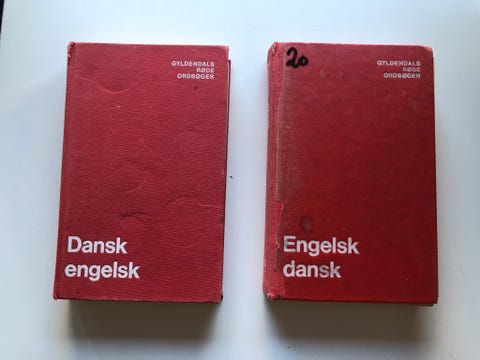 GYLDENDALS
RØDE
ORDBØGER
Dansk
engelsk
20
GYLDENDALS
RØDE
ORDBØGER
Engelsk
dansk